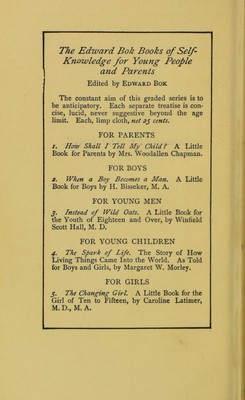 The Edward Bok Books of Self-
Knowledge for Young People
and Parents
Edited by EDWARD BOK
The constant aim of this graded series is to
be anticipatory. Each separate treatise is con-
cise, lucid, never suggestive beyond the age
limit. Each, limp cloth, net 25 cents.
FOR PARENTS
1. How Shall I Tell My Child? A Little
Book for Parents by Mrs. Woodallen Chapman.
FOR BOYS
2. When a Boy Becomes a Man. A Little
Book for Boys by H. Bisseker, M. A.
FOR YOUNG MEN
3. Instead of Wild Oats. A Little Book for
the Youth of Eighteen and Over, by Winfield
Scott Hall, M. D.
FOR YOUNG CHILDREN
4. The Spark of Life. The Story of How
Living Things Came Into the World. As Told
for Boys and Girls, by Margaret W. Morley.
FOR GIRLS
5. The Changing Girl. A Little Book for the
Girl of Ten to Fifteen, by Caroline Latimer,
M. D., M. A.